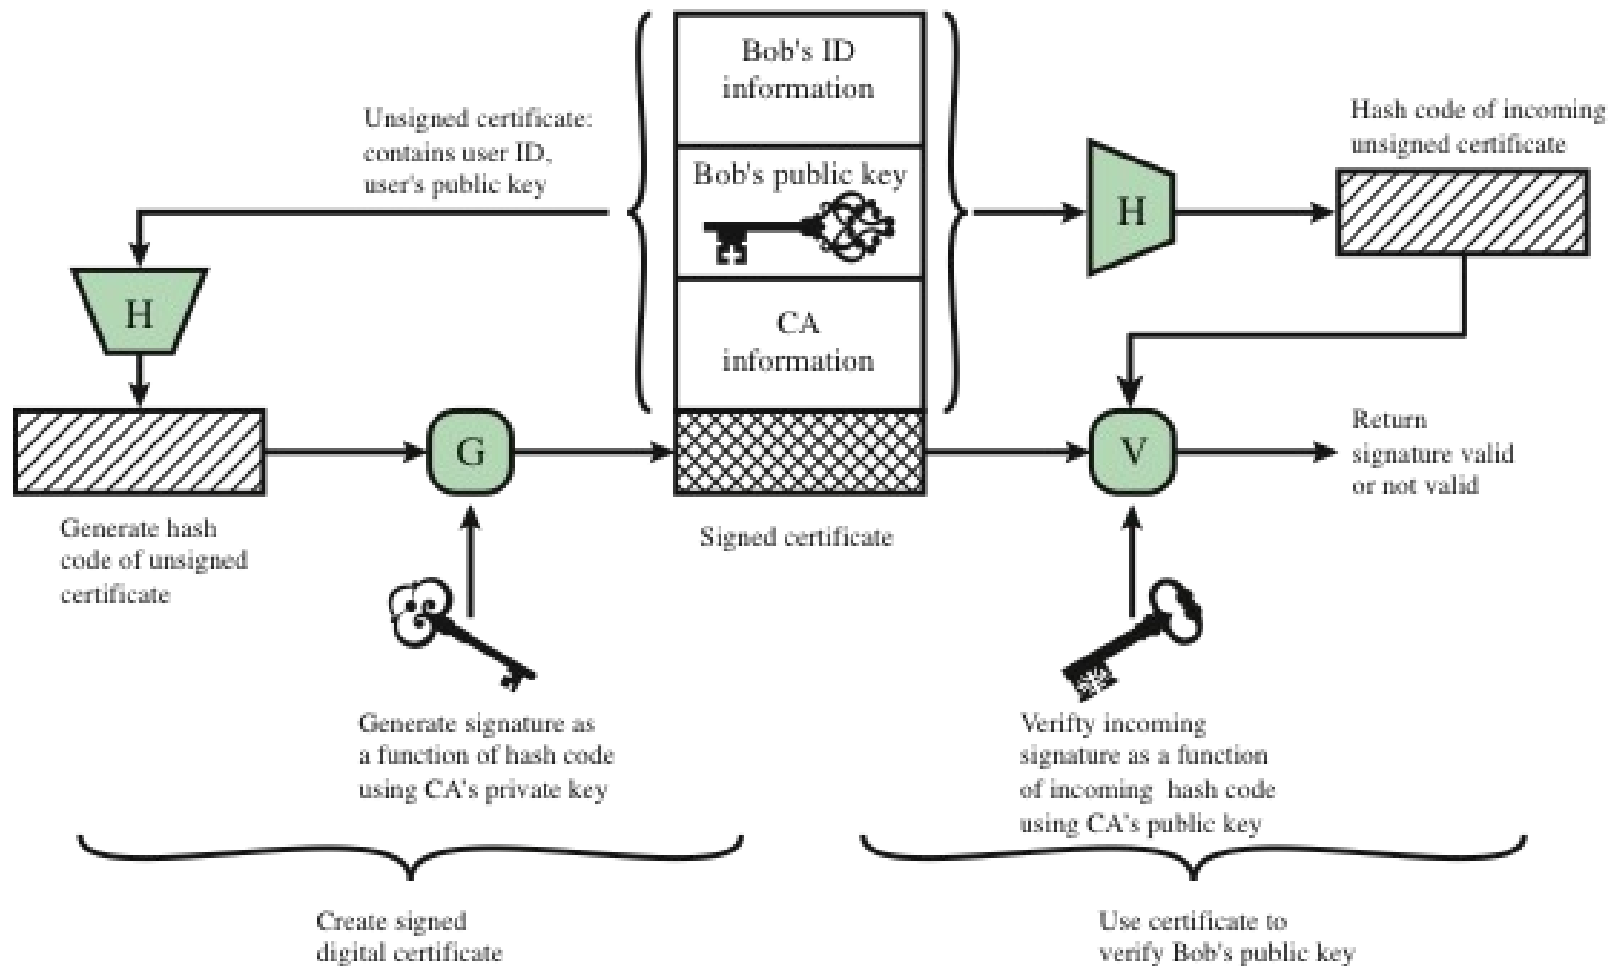 Bob's ID
information
Bob's public key
CA
information
Unsigned certificate:
contains user ID,
user's public key
H
Generate hash
code of unsigned
certificate
G
Signed certificate
Generate signature as
a function of hash code
using CA's private key
Create signed
digital certificate
H
Hash code of incoming
unsigned certificate
V
Return
signature valid
or not valid
Verifty incoming
signature as a function
of incoming hash code
using CA's public key
Use certificate to
verify Bob's public key